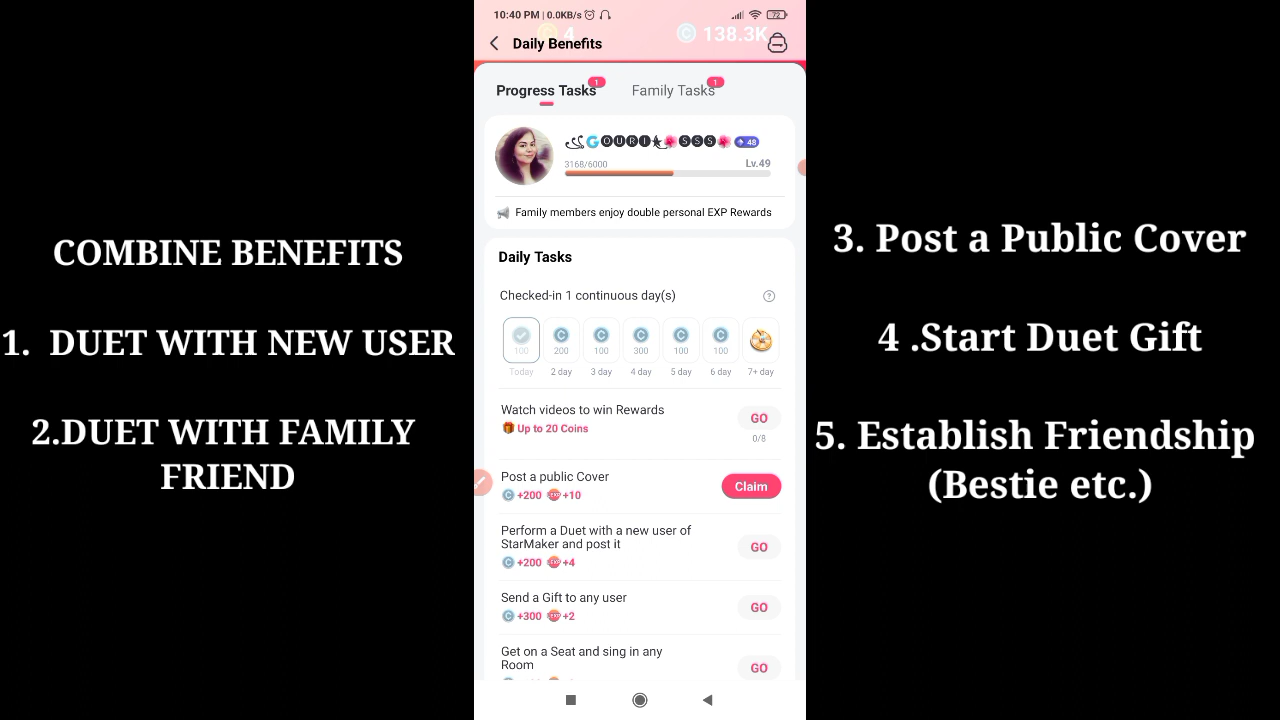 COMBINE BENEFITS
1. DUET WITH NEW USER
2.DUET WITH FAMILY
FRIEND
10:40 PM | 0.0KB/s
72
4
138.3K
Daily Benefits
Progress Tasks
1
Family Tasks
1
🅖🅞🅤🅡🅘★🌺🅢🅢🅢🌺
48
3168/6000
Lv.49
Family members enjoy double personal EXP Rewards
Daily Tasks
Checked-in 1 continuous day(s)
?
100 200 100 300 100 100
Today 2 day 3 day 4 day 5 day 6 day 7+ day
Watch videos to win Rewards
GO
Up to 20 Coins
0/8
Post a public Cover
Claim
+200 EXP +10
Perform a Duet with a new user of
StarMaker and post it
GO
+200 EXP +4
Send a Gift to any user
GO
+300 EXP +2
Get on a Seat and sing in any
Room
GO
3. Post a Public Cover
4 .Start Duet Gift
5. Establish Friendship
(Bestie etc.)